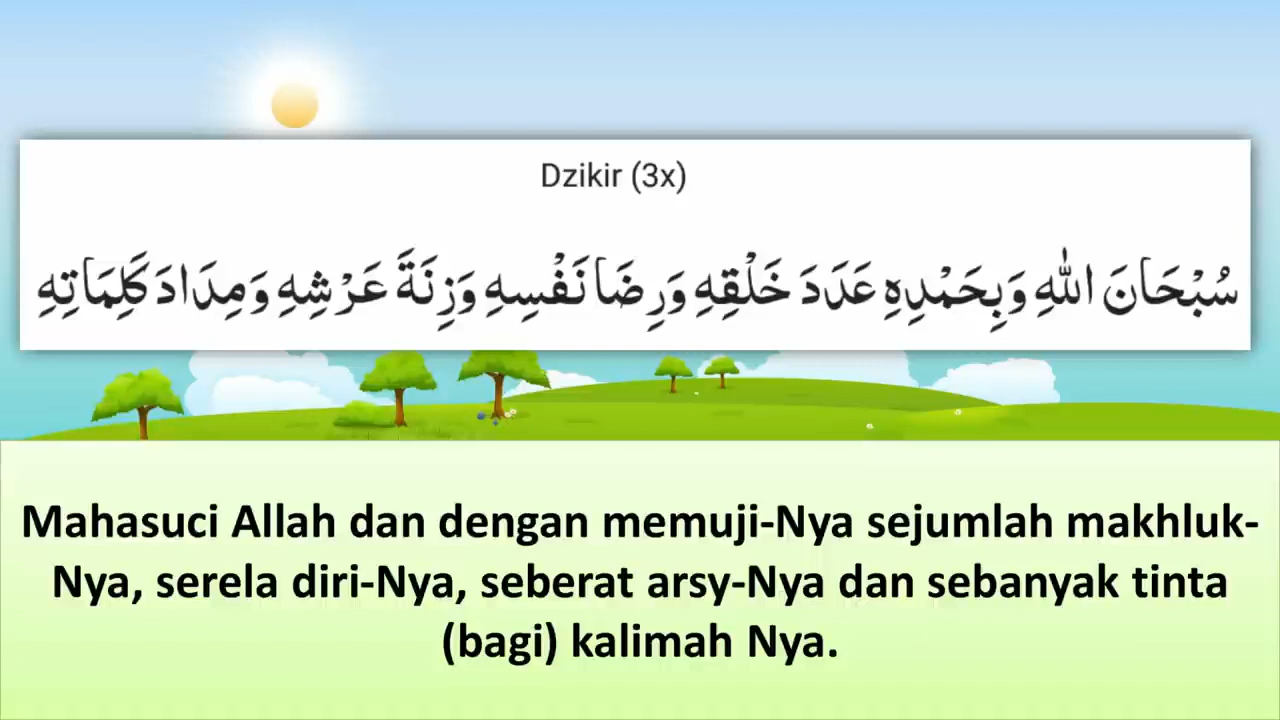 Dzikir (3x)
سُبْحَانَ اللهِ وَبِحَمْدِهِ عَدَدَ خَلْقِهِ وَرِضَا نَفْسِهِ وَزِنَةَ عَرْشِهِ وَمِدَادَ كَلِمَاتِهِ
Mahasuci Allah dan dengan memuji-Nya sejumlah makhluk-
Nya, serela diri-Nya, seberat arsy-Nya dan sebanyak tinta
(bagi) kalimah Nya.